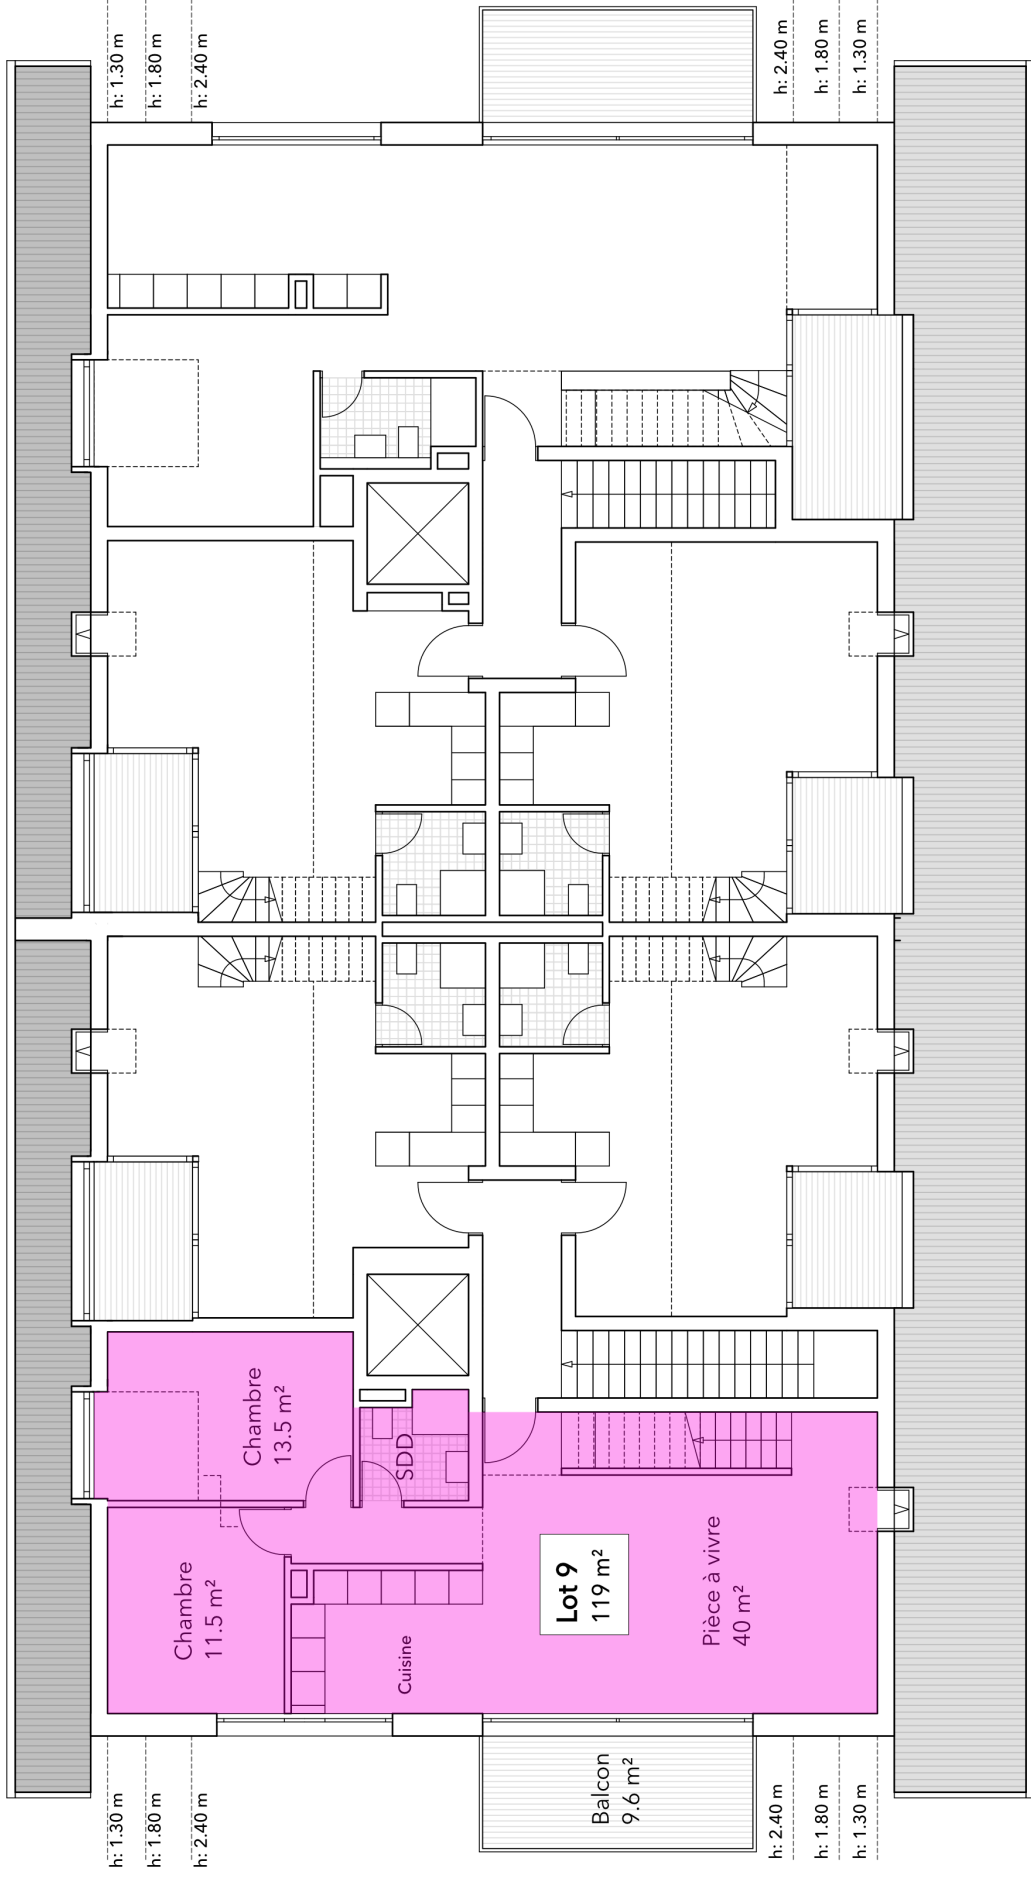 h: 1.30 m
h: 1.80 m
h: 2.40 m
h: 2.40 m
h: 1.80 m
h: 1.30 m
Chambre
13.5 m²
SDD
Chambre
11.5 m²
Cuisine
Lot 9
119 m²
Pièce à vivre
40 m²
Balcon
9.6 m²
h: 1.30 m
h: 1.80 m
h: 2.40 m
h: 2.40 m
h: 1.80 m
h: 1.30 m